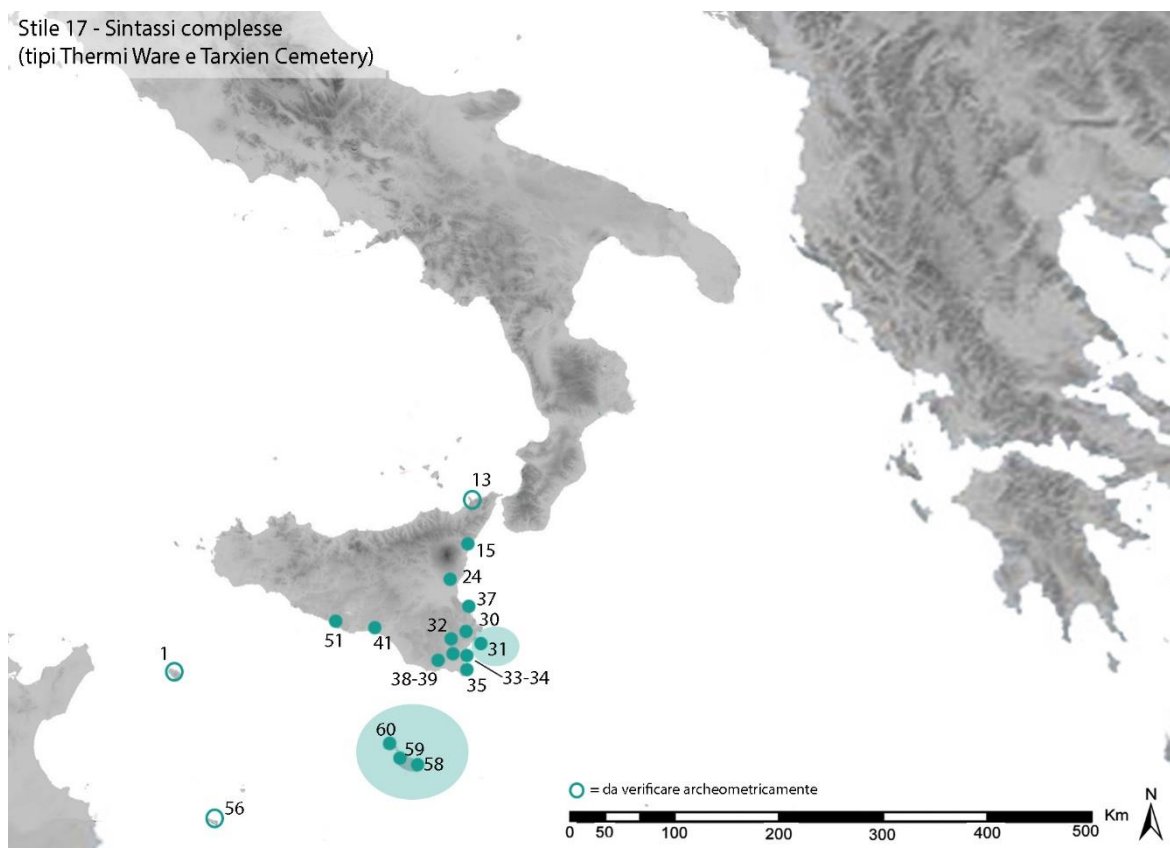 Stile 17 - Sintassi complesse
(tipi Thermi Ware e Tarxien Cemetery)
13
15
24
37
30
32
31
51
41
1
33-34
38-39
35
60
59
58
56
= da verificare archeometricamente
N
Km
0 50 100 200 300 400 500